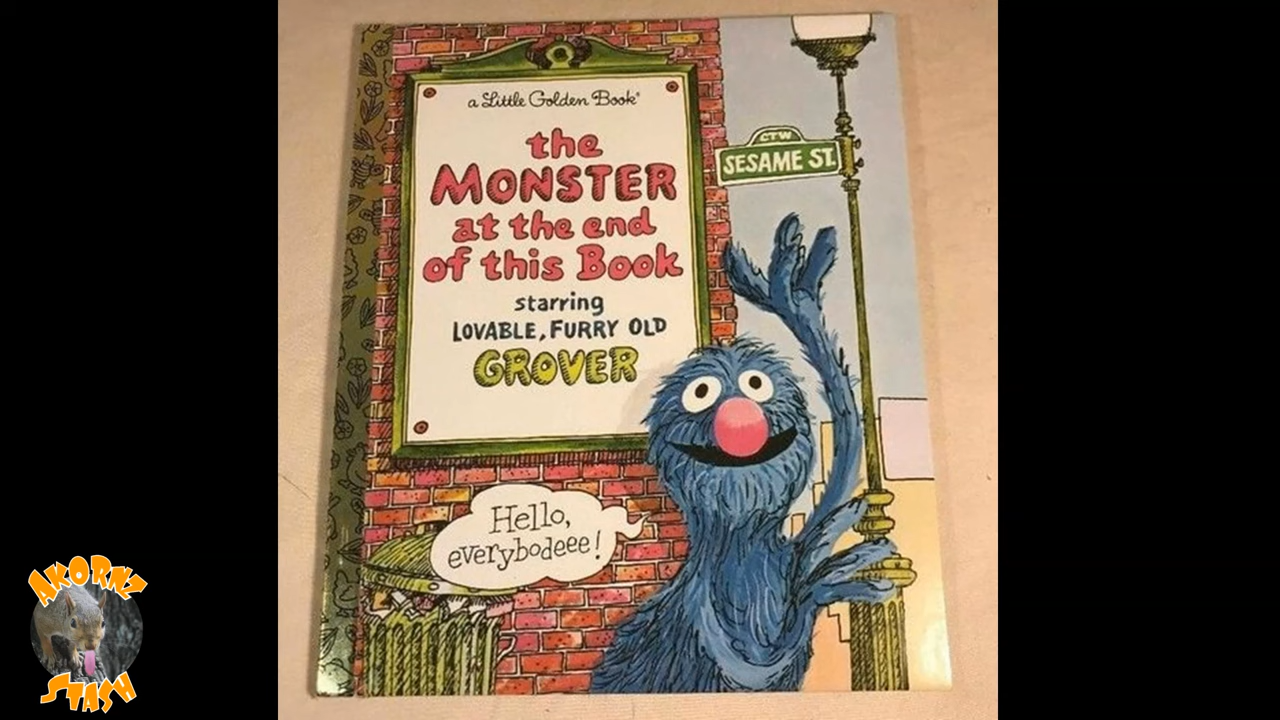 a Little Golden Book®
the
MONSTER
at the end
of this Book
starring
LOVABLE, FURRY OLD
GROVER
CTW
SESAME ST.
Hello,
everybodeee!
AKORNZ
STASH